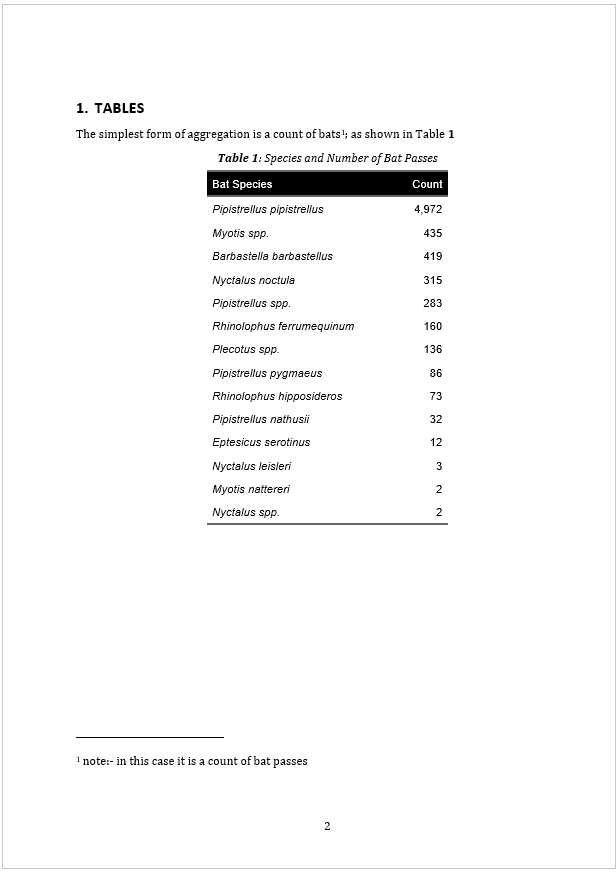 1. TABLES
The simplest form of aggregation is a count of bats¹; as shown in Table 1
Table 1: Species and Number of Bat Passes
Bat Species Count
Pipistrellus pipistrellus 4,972
Myotis spp. 435
Barbastella barbastellus 419
Nyctalus noctula 315
Pipistrellus spp. 283
Rhinolophus ferrumequinum 160
Plecotus spp. 136
Pipistrellus pygmaeus 86
Rhinolophus hipposideros 73
Pipistrellus nathusii 32
Eptesicus serotinus 12
Nyctalus leisleri 3
Myotis nattereri 2
Nyctalus spp. 2
¹ note:- in this case it is a count of bat passes
2